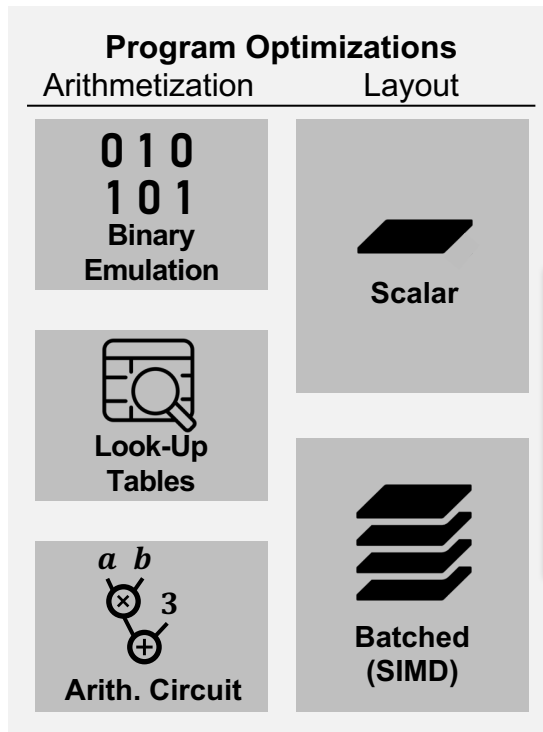 Program Optimizations
Arithmetization
Layout
0 1 0
1 0 1
Binary
Emulation
Look-Up
Tables
a b
×
3
+
Arith. Circuit
Scalar
Batched
(SIMD)